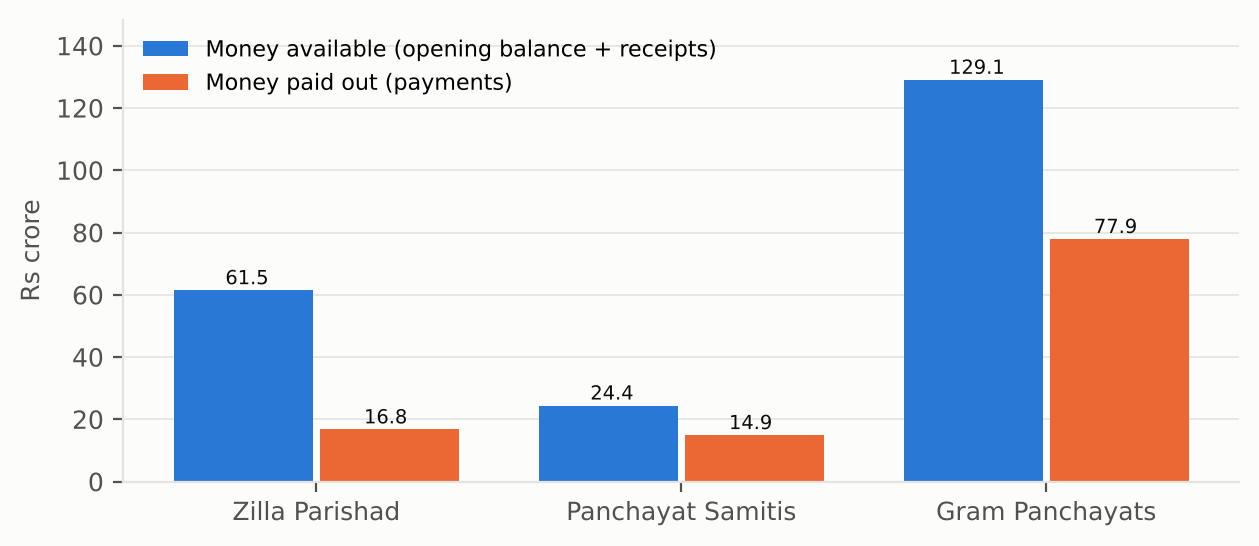 Money available (opening balance + receipts)
Money paid out (payments)
Rs crore
140
120
100
80
60
40
20
0
61.5
16.8
24.4
14.9
129.1
77.9
Zilla Parishad
Panchayat Samitis
Gram Panchayats